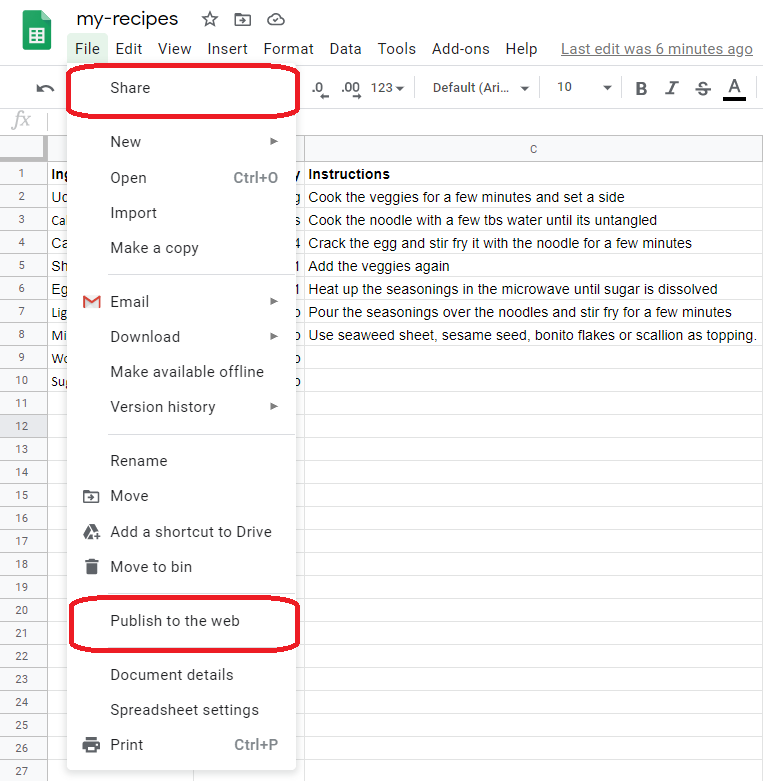 my-recipes
File Edit View Insert Format Data Tools Add-ons Help Last edit was 6 minutes ago
Share .0 .00 123 Default (Ari... 10 B I S A
fx
New
Open Ctrl+O
Import
Make a copy
Email
Download
Make available offline
Version history
Rename
Move
Add a shortcut to Drive
Move to bin
Publish to the web
Document details
Spreadsheet settings
Print Ctrl+P
C
1 Ing y Instructions
2 g Cook the veggies for a few minutes and set a side
3 Ca s Cook the noodle with a few tbs water until its untangled
4 Ca 4 Crack the egg and stir fry it with the noodle for a few minutes
5 Sh 1 Add the veggies again
6 Eg 1 Heat up the seasonings in the microwave until sugar is dissolved
7 Lig Pour the seasonings over the noodles and stir fry for a few minutes
8 Mi Use seaweed sheet, sesame seed, bonito flakes or scallion as topping.
9 Wo
10 Sug
11
12
13
14
15
16
17
18
19
20
21
22
23
24
25
26
27